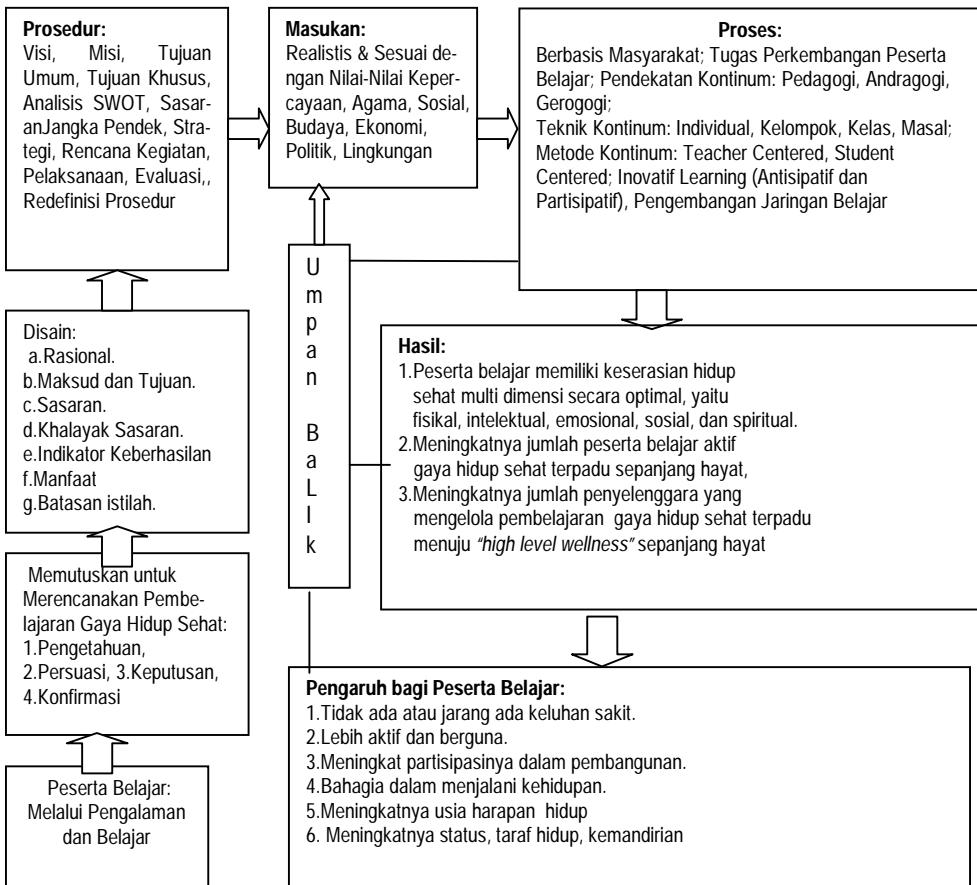 Prosedur:
Visi, Misi, Tujuan
Umum, Tujuan Khusus,
Analisis SWOT, Sasa-
ranJangka Pendek, Stra-
tegi, Rencana Kegiatan,
Pelaksanaan, Evaluasi,,
Redefinisi Prosedur
Masukan:
Realistis & Sesuai de-
ngan Nilai-Nilai Keper-
cayaan, Agama, Sosial,
Budaya, Ekonomi,
Politik, Lingkungan
Proses:
Berbasis Masyarakat; Tugas Perkembangan Peserta
Belajar; Pendekatan Kontinum: Pedagogi, Andragogi,
Gerogogi;
Teknik Kontinum: Individual, Kelompok, Kelas, Masal;
Metode Kontinum: Teacher Centered, Student
Centered; Inovatif Learning (Antisipatif dan
Partisipatif), Pengembangan Jaringan Belajar
U
m
p
a
n
B
a
L
I
k
Disain:
a.Rasional.
b.Maksud dan Tujuan.
c.Sasaran.
d.Khalayak Sasaran.
e.Indikator Keberhasilan
f.Manfaat
g.Batasan istilah.
Hasil:
1.Peserta belajar memiliki keserasian hidup
sehat multi dimensi secara optimal, yaitu
fisikal, intelektual, emosional, sosial, dan spiritual.
2.Meningkatnya jumlah peserta belajar aktif
gaya hidup sehat terpadu sepanjang hayat,
3.Meningkatnya jumlah penyelenggara yang
mengelola pembelajaran gaya hidup sehat terpadu
menuju “high level wellness” sepanjang hayat
Memutuskan untuk
Merencanakan Pembe-
lajaran Gaya Hidup Sehat:
1.Pengetahuan,
2.Persuasi, 3.Keputusan,
4.Konfirmasi
Pengaruh bagi Peserta Belajar:
1.Tidak ada atau jarang ada keluhan sakit.
2.Lebih aktif dan berguna.
3.Meningkat partisipasinya dalam pembangunan.
4.Bahagia dalam menjalani kehidupan.
5.Meningkatnya usia harapan hidup
6. Meningkatnya status, taraf hidup, kemandirian
Peserta Belajar:
Melalui Pengalaman
dan Belajar